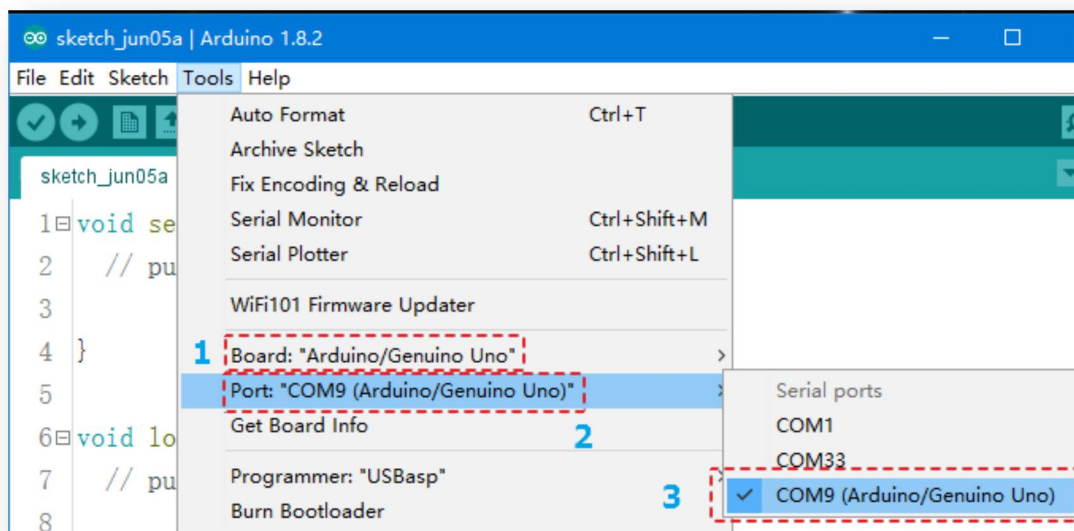 sketch_jun05a | Arduino 1.8.2
File Edit Sketch Tools Help
sketch_jun05a
Auto Format Ctrl+T
Archive Sketch
Fix Encoding & Reload
Serial Monitor Ctrl+Shift+M
Serial Plotter Ctrl+Shift+L
WiFi101 Firmware Updater
1 Board: "Arduino/Genuino Uno"
Port: "COM9 (Arduino/Genuino Uno)"
2
Get Board Info
Programmer: "USBasp"
Burn Bootloader
Serial ports
COM1
COM33
3 COM9 (Arduino/Genuino Uno)
1 void se
2 // pu
3
4 }
5
6 void lo
7 // pu
8